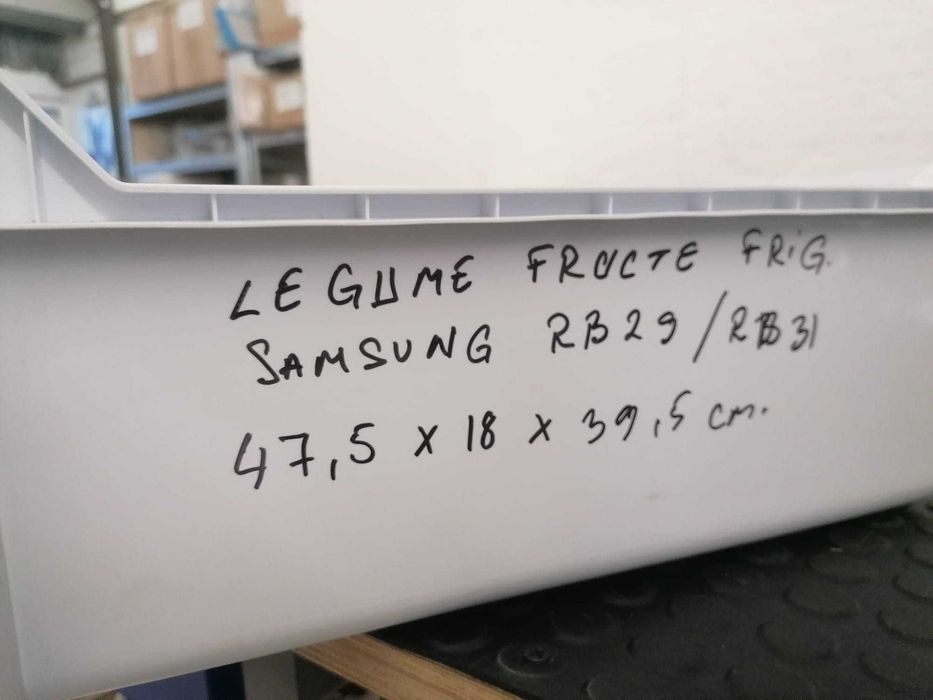 LEGUME FRUCTE FRiG.
SAMSUNG RB29/RB31
47,5 x 18 x 39,5 cm.